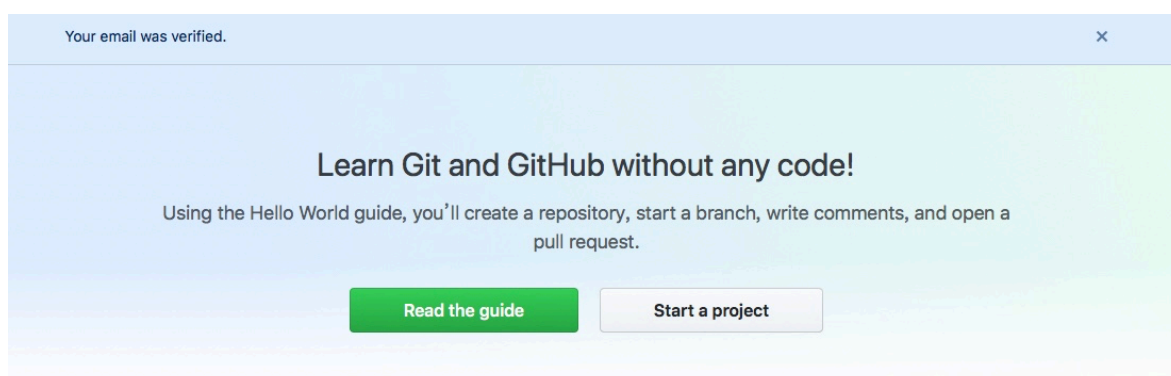 Your email was verified.
×
Learn Git and GitHub without any code!
Using the Hello World guide, you’ll create a repository, start a branch, write comments, and open a
pull request.
Read the guide
Start a project